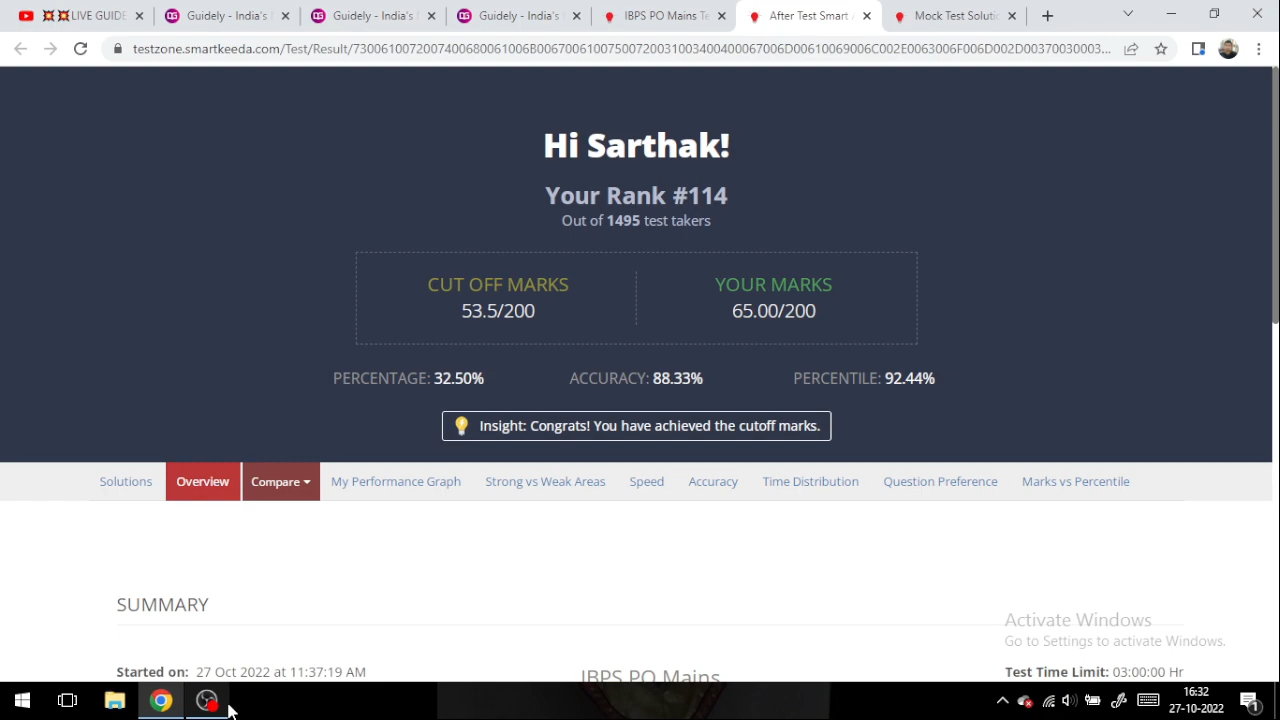 LIVE GUIDE
Guidely - India's
Guidely - India's
Guidely - India's
IBPS PO Mains Te
After Test Smart
Mock Test Soluti
testzone.smartkeeda.com/Test/Result/7300610072007400680061006B0067006100750072003100340040006700​6D00610069006C002E0063006F006D002D00370030003...
Hi Sarthak!
Your Rank #114
Out of 1495 test takers
CUT OFF MARKS
YOUR MARKS
53.5/200
65.00/200
PERCENTAGE: 32.50%
ACCURACY: 88.33%
PERCENTILE: 92.44%
Insight: Congrats! You have achieved the cutoff marks.
Solutions
Overview
Compare
My Performance Graph
Strong vs Weak Areas
Speed
Accuracy
Time Distribution
Question Preference
Marks vs Percentile
SUMMARY
Activate Windows
Go to Settings to activate Windows.
Started on: 27 Oct 2022 at 11:37:19 AM
IBPS PO Mains
Test Time Limit: 03:00:00 Hr
16:32
27-10-2022
1